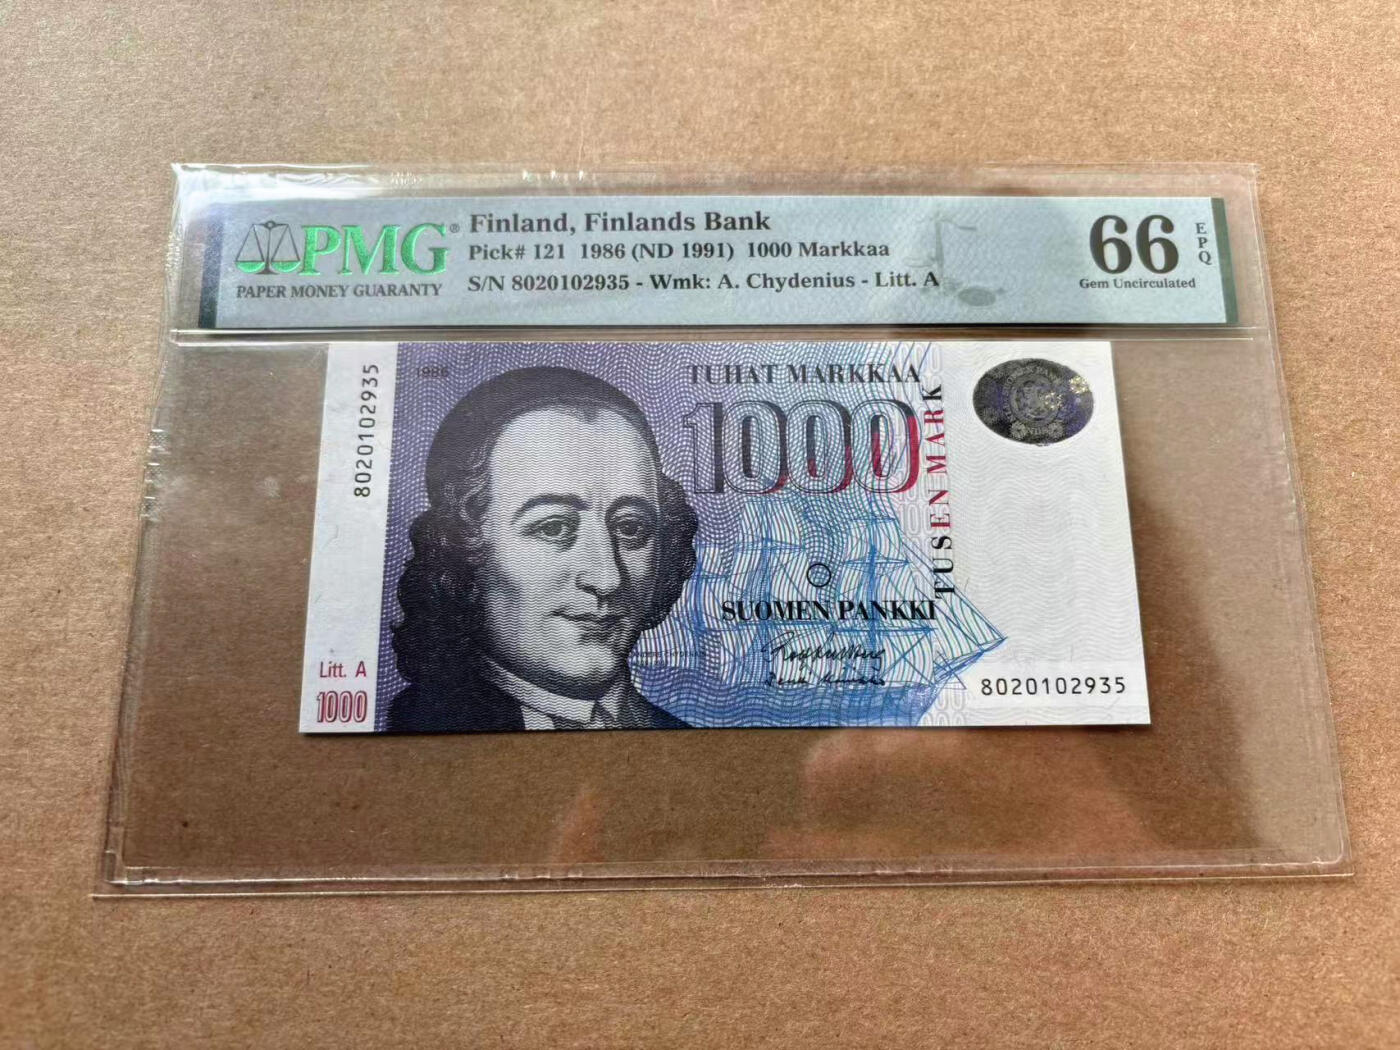 PMG®
PAPER MONEY GUARANTY
Finland, Finlands Bank
Pick# 121 1986 (ND 1991) 1000 Markkaa
S/N 8020102935 - Wmk: A. Chydenius - Litt. A
66
EPQ
Gem Uncirculated
8020102935
1986
TUHAT MARKKAA
1000
TUSEN MARK
SUOMEN PANKKI
Litt. A
1000
8020102935